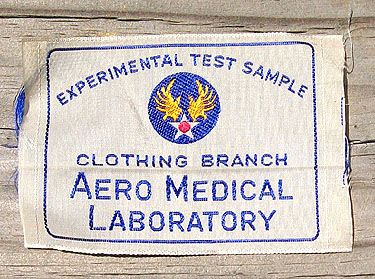 EXPERIMENTAL TEST SAMPLE
CLOTHING BRANCH
AERO MEDICAL
LABORATORY